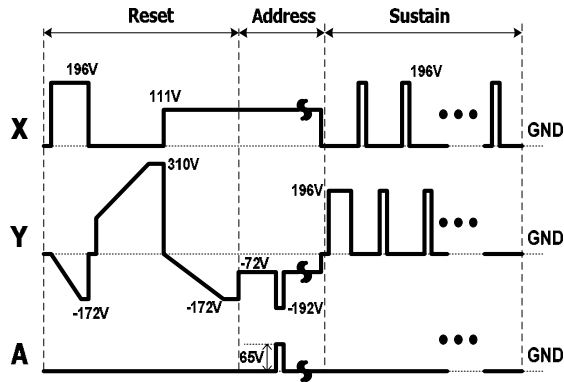 Reset Address Sustain
196V 111V 196V
X GND
310V 196V
Y GND
-72V
-172V -172V -192V
65V
A GND